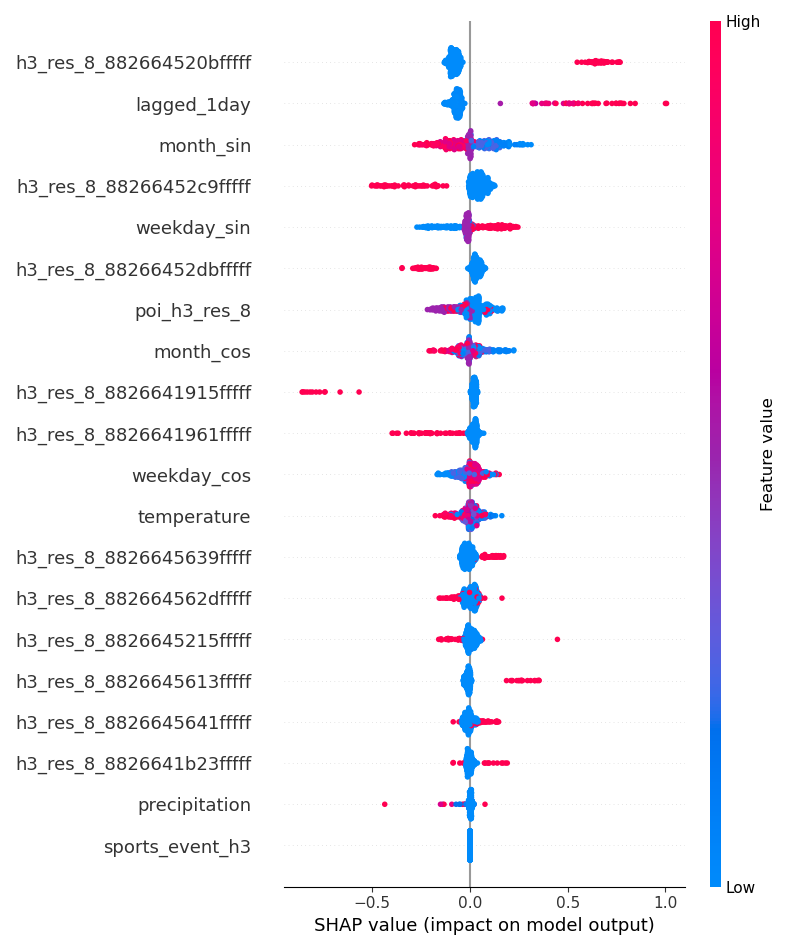 High
h3_res_8_882664520bfffff
lagged_1day
month_sin
h3_res_8_88266452c9fffff
weekday_sin
h3_res_8_88266452dbfffff
poi_h3_res_8
month_cos
h3_res_8_8826641915fffff
h3_res_8_8826641961fffff
weekday_cos
temperature
h3_res_8_8826645639fffff
h3_res_8_882664562dfffff
h3_res_8_8826645215fffff
h3_res_8_8826645613fffff
h3_res_8_8826645641fffff
h3_res_8_8826641b23fffff
precipitation
sports_event_h3
Feature value
Low
−0.5 0.0 0.5 1.0
SHAP value (impact on model output)